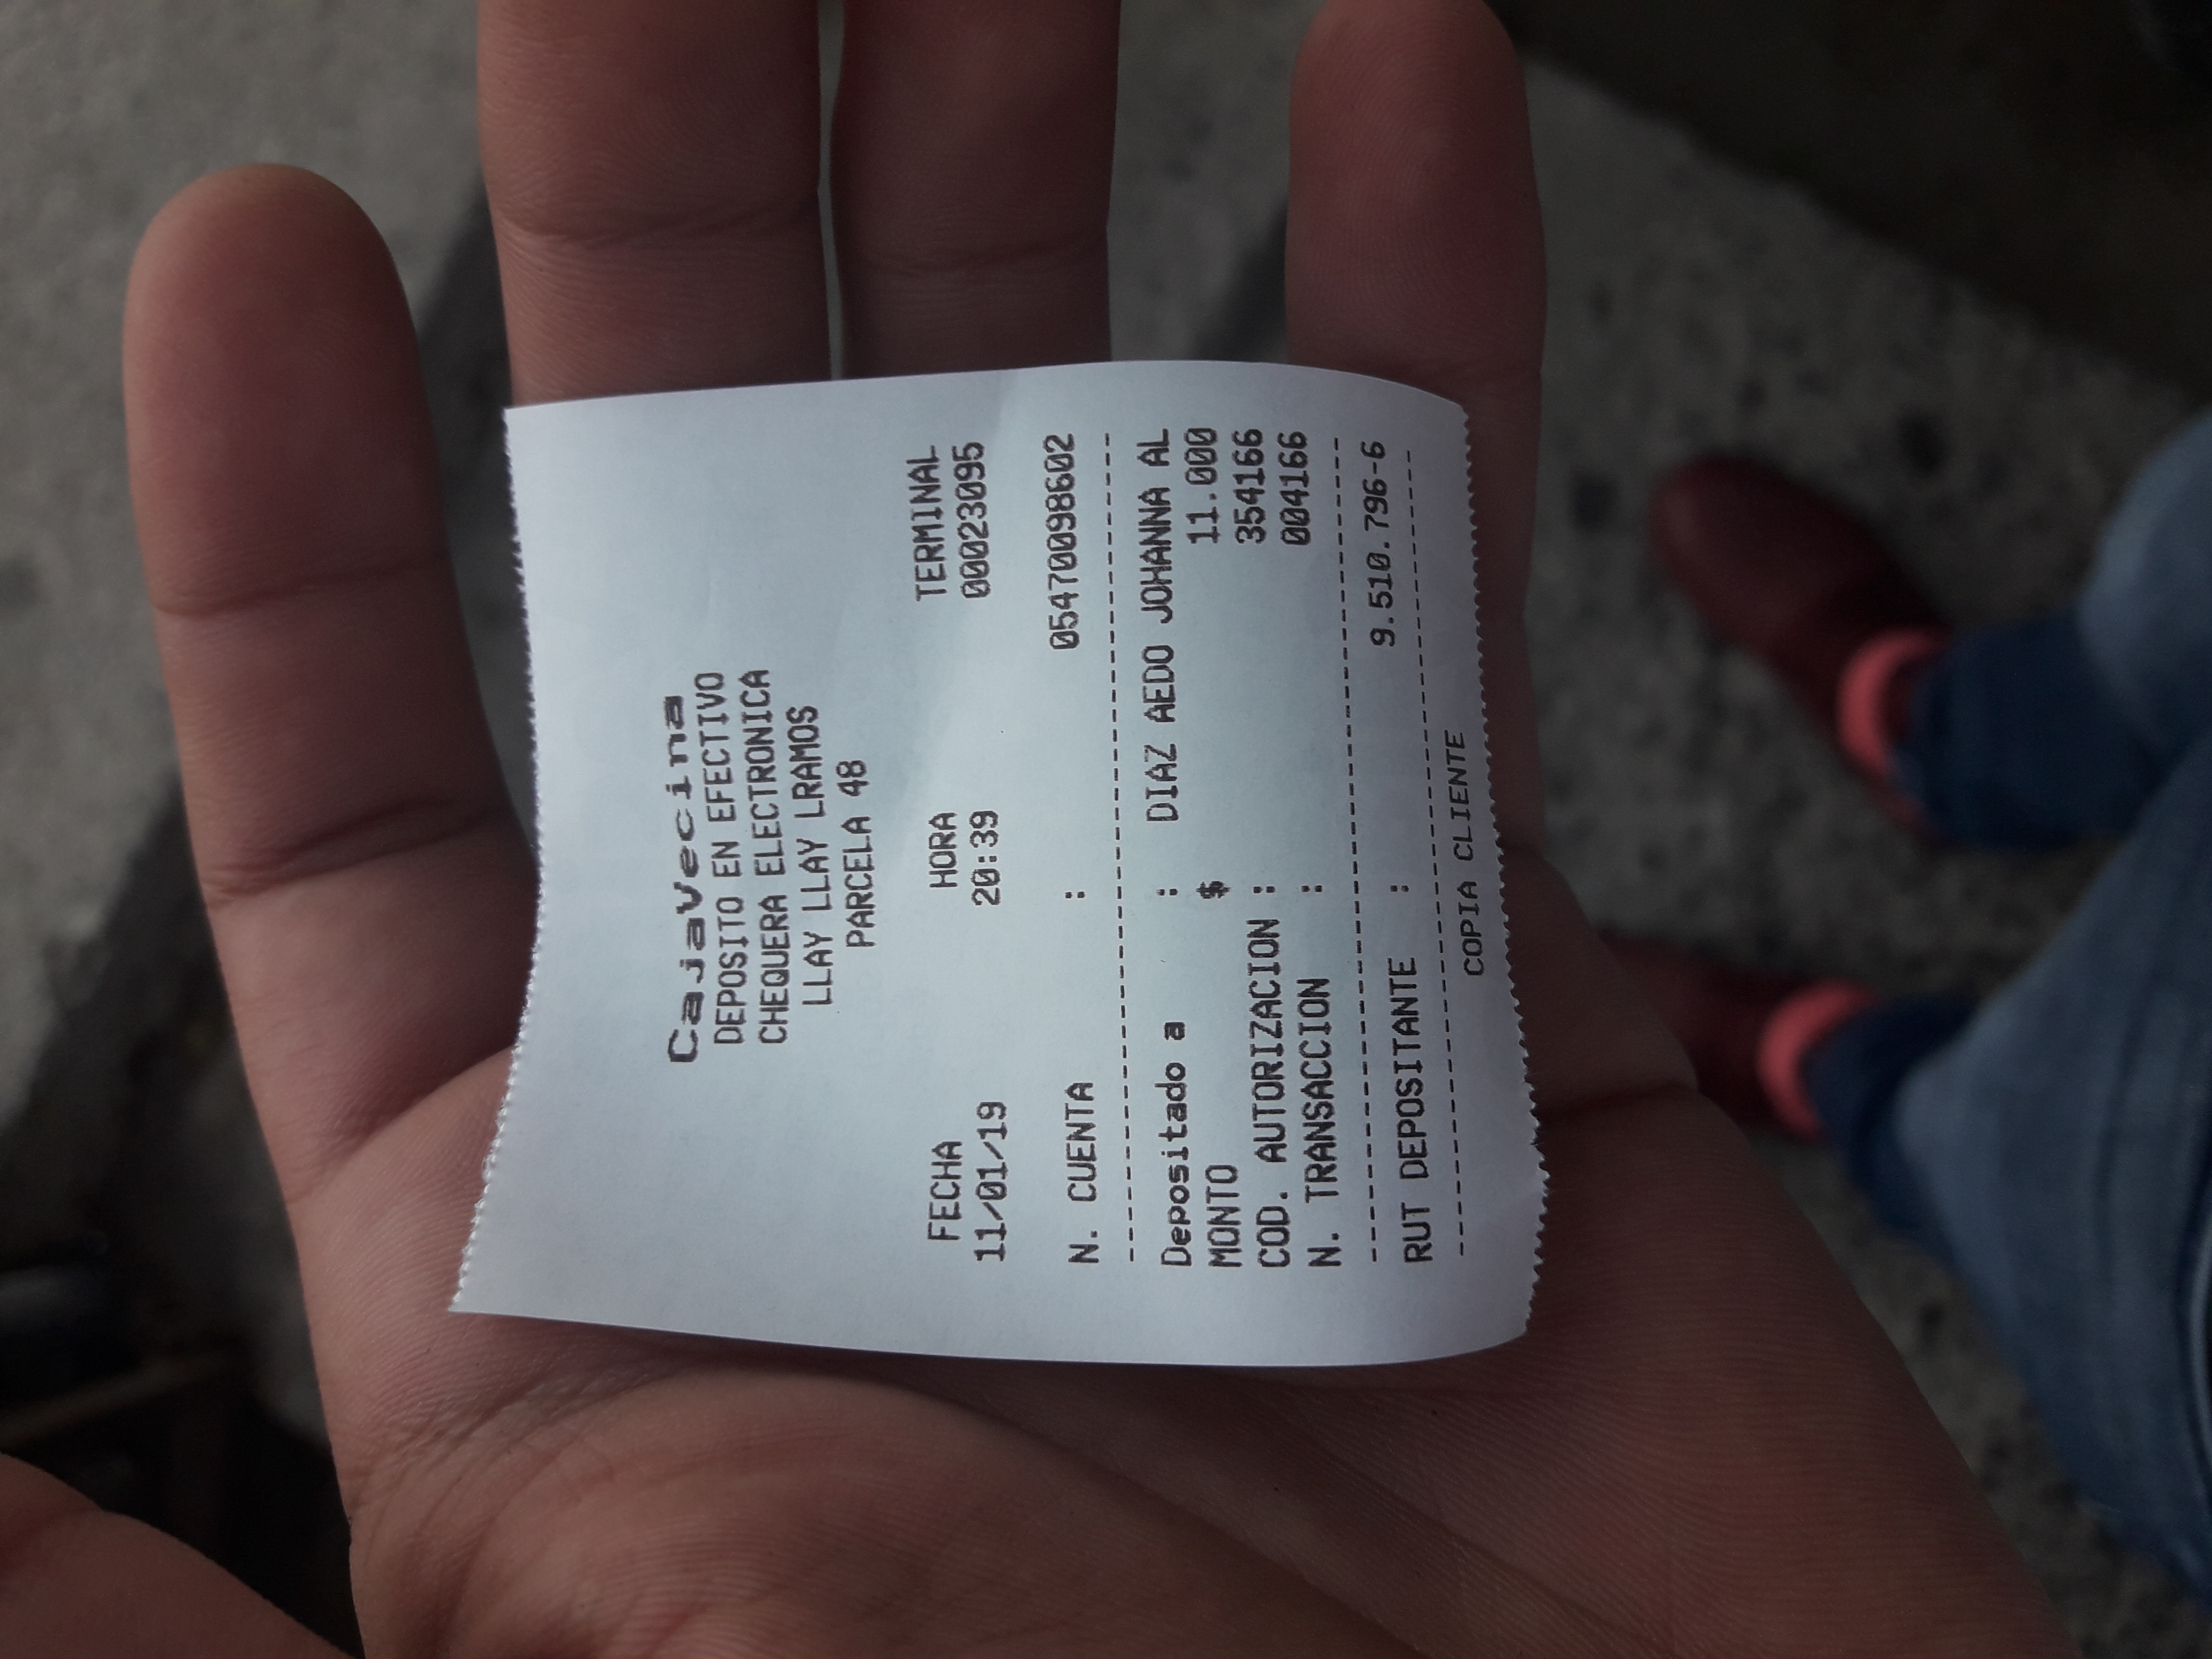 CajaVecina
DEPOSITO EN EFECTIVO
CHEQUERA ELECTRONICA
LLAY LLAY LRAMOS
PARCELA 48
FECHA HORA TERMINAL
11/01/19 20:39 00023095
N. CUENTA : 05470098602
Depositado a : DIAZ AEDO JOHANNA AL
MONTO $ 11.000
COD. AUTORIZACION : 354166
N. TRANSACCION : 004166
RUT DEPOSITANTE : 9.510.796-6
COPIA CLIENTE